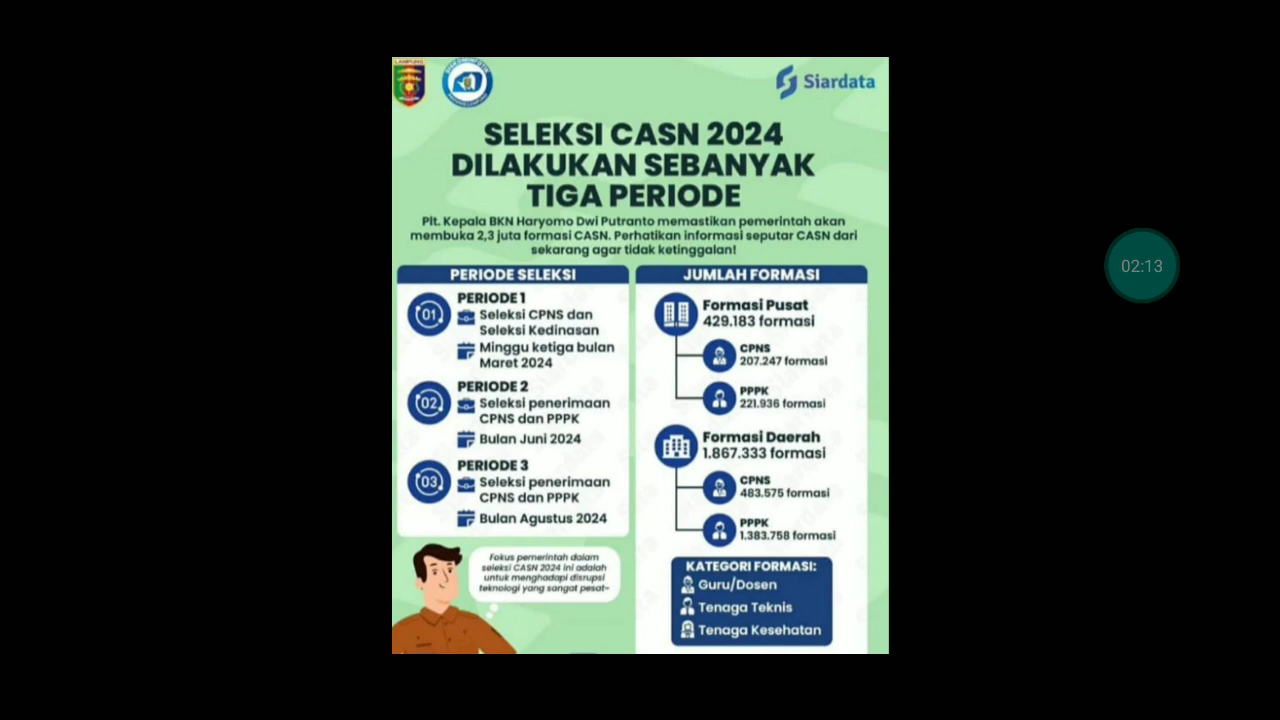 LAMPUNG
Siardata
SELEKSI CASN 2024
DILAKUKAN SEBANYAK
TIGA PERIODE
Plt. Kepala BKN Haryomo Dwi Putranto memastikan pemerintah akan
membuka 2,3 juta formasi CASN. Perhatikan informasi seputar CASN dari
sekarang agar tidak ketinggalan!
PERIODE SELEKSI
01
PERIODE 1
Seleksi CPNS dan
Seleksi Kedinasan
Minggu ketiga bulan
Maret 2024
02
PERIODE 2
Seleksi penerimaan
CPNS dan PPPK
Bulan Juni 2024
03
PERIODE 3
Seleksi penerimaan
CPNS dan PPPK
Bulan Agustus 2024
Fokus pemerintah dalam
seleksi CASN 2024 ini adalah
untuk menghadapi disrupsi
teknologi yang sangat pesat~
JUMLAH FORMASI
Formasi Pusat
429.183 formasi
CPNS
207.247 formasi
PPPK
221.936 formasi
Formasi Daerah
1.867.333 formasi
CPNS
483.575 formasi
PPPK
1.383.758 formasi
KATEGORI FORMASI:
Guru/Dosen
Tenaga Teknis
Tenaga Kesehatan
02:13